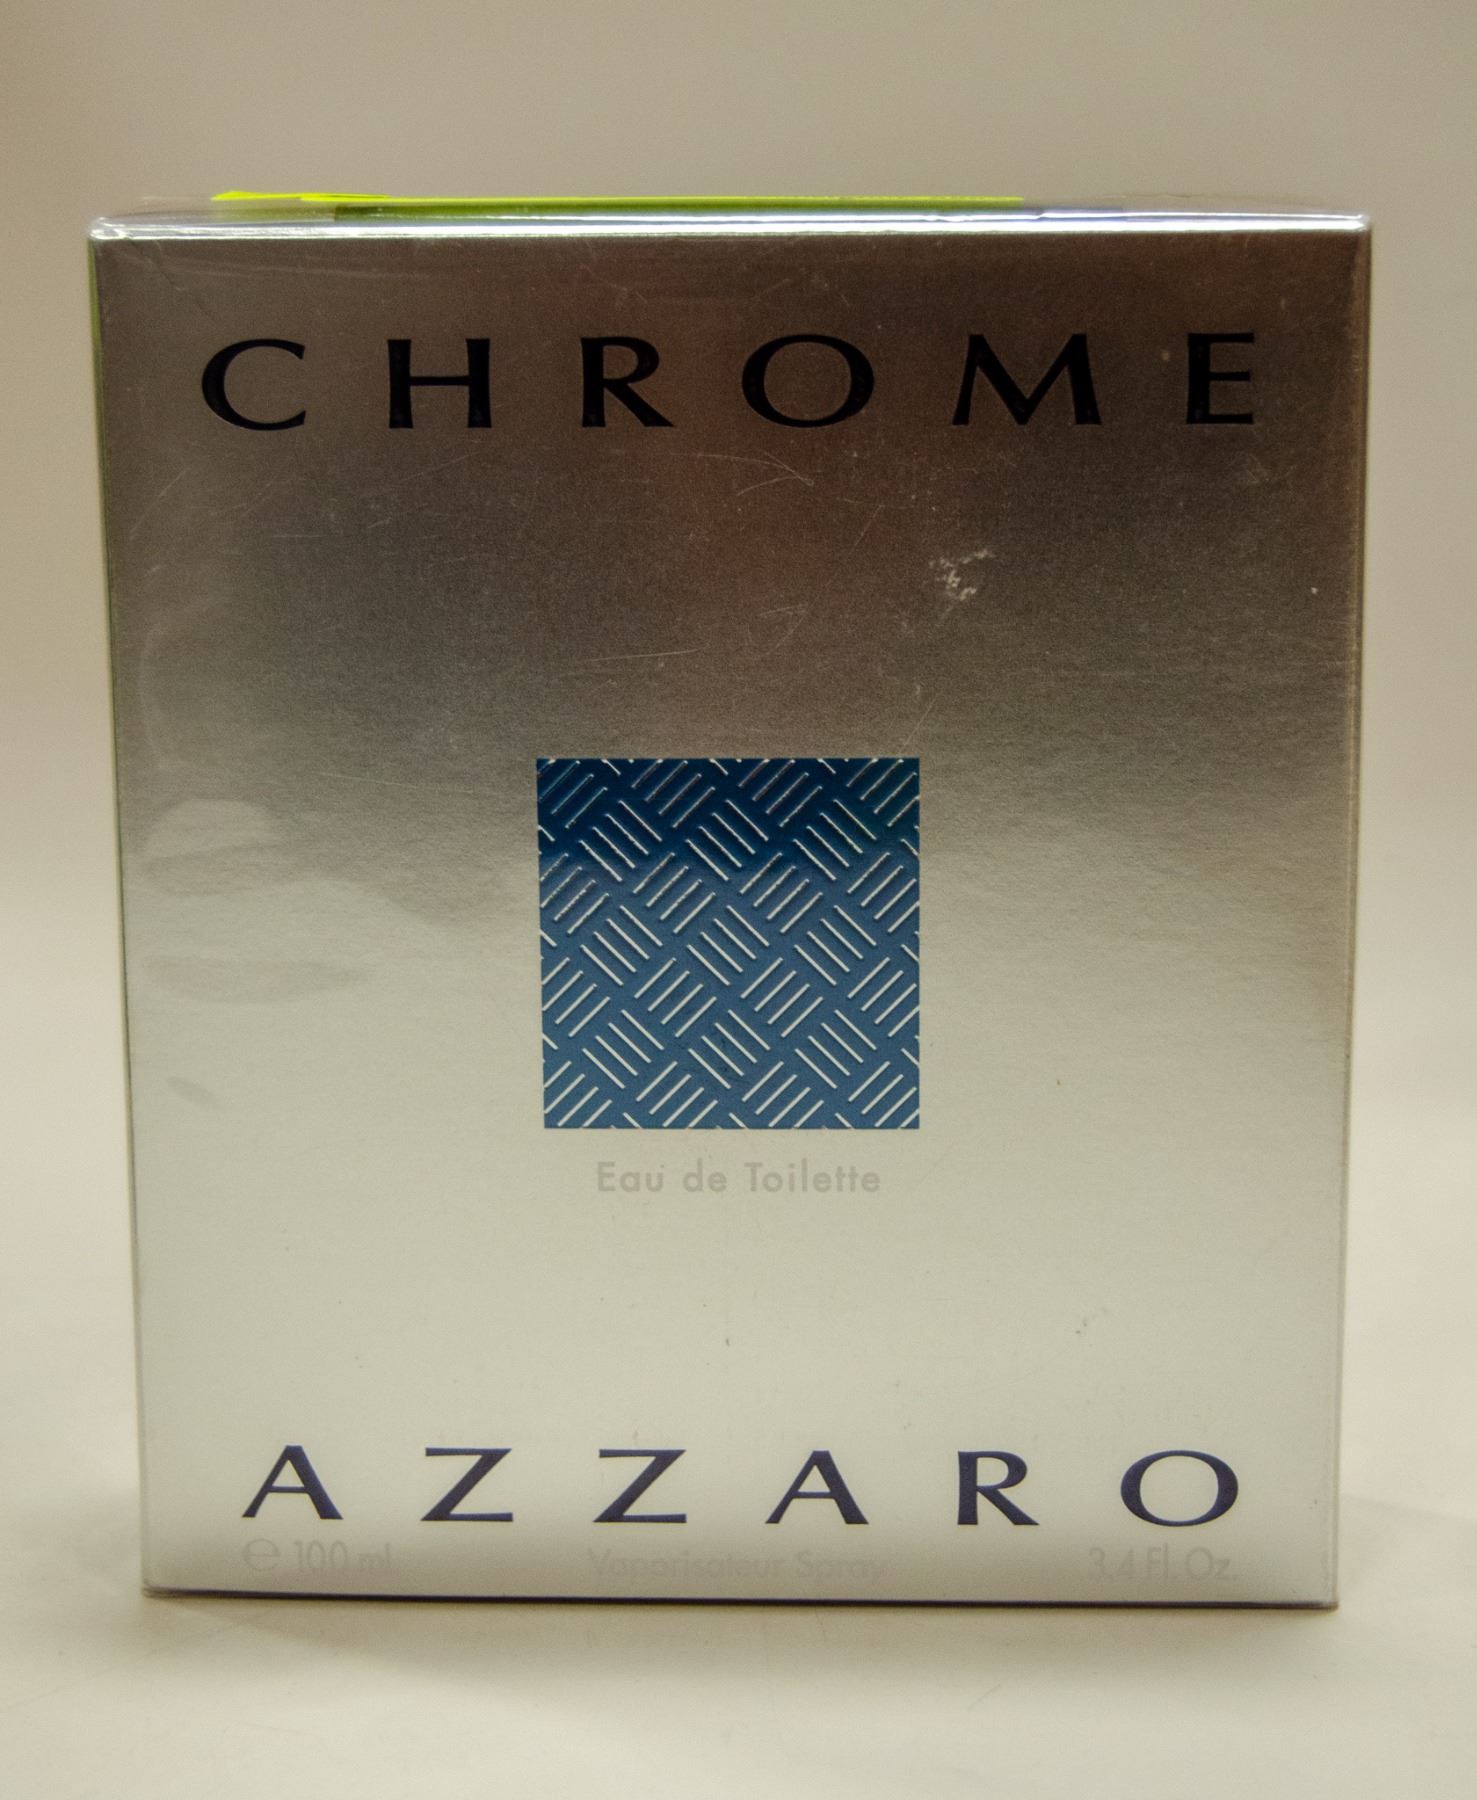 CHROME
Eau de Toilette
AZZARO
℮ 100 ml Vaporisateur Spray 3.4 Fl. Oz.